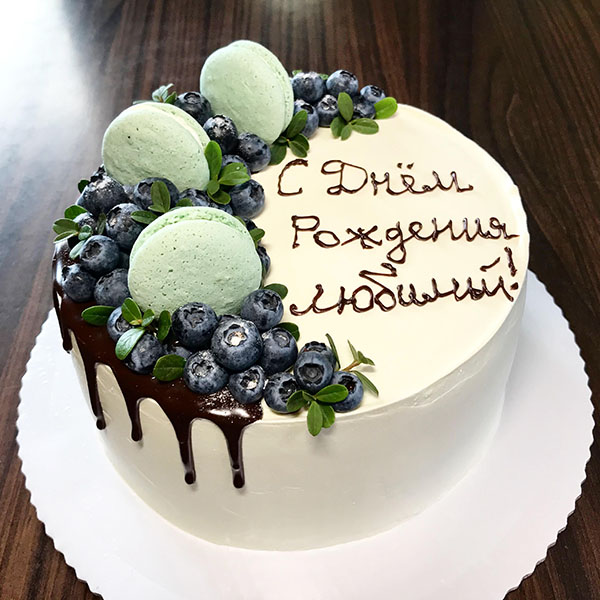 С Днём
Рождения
любимый!